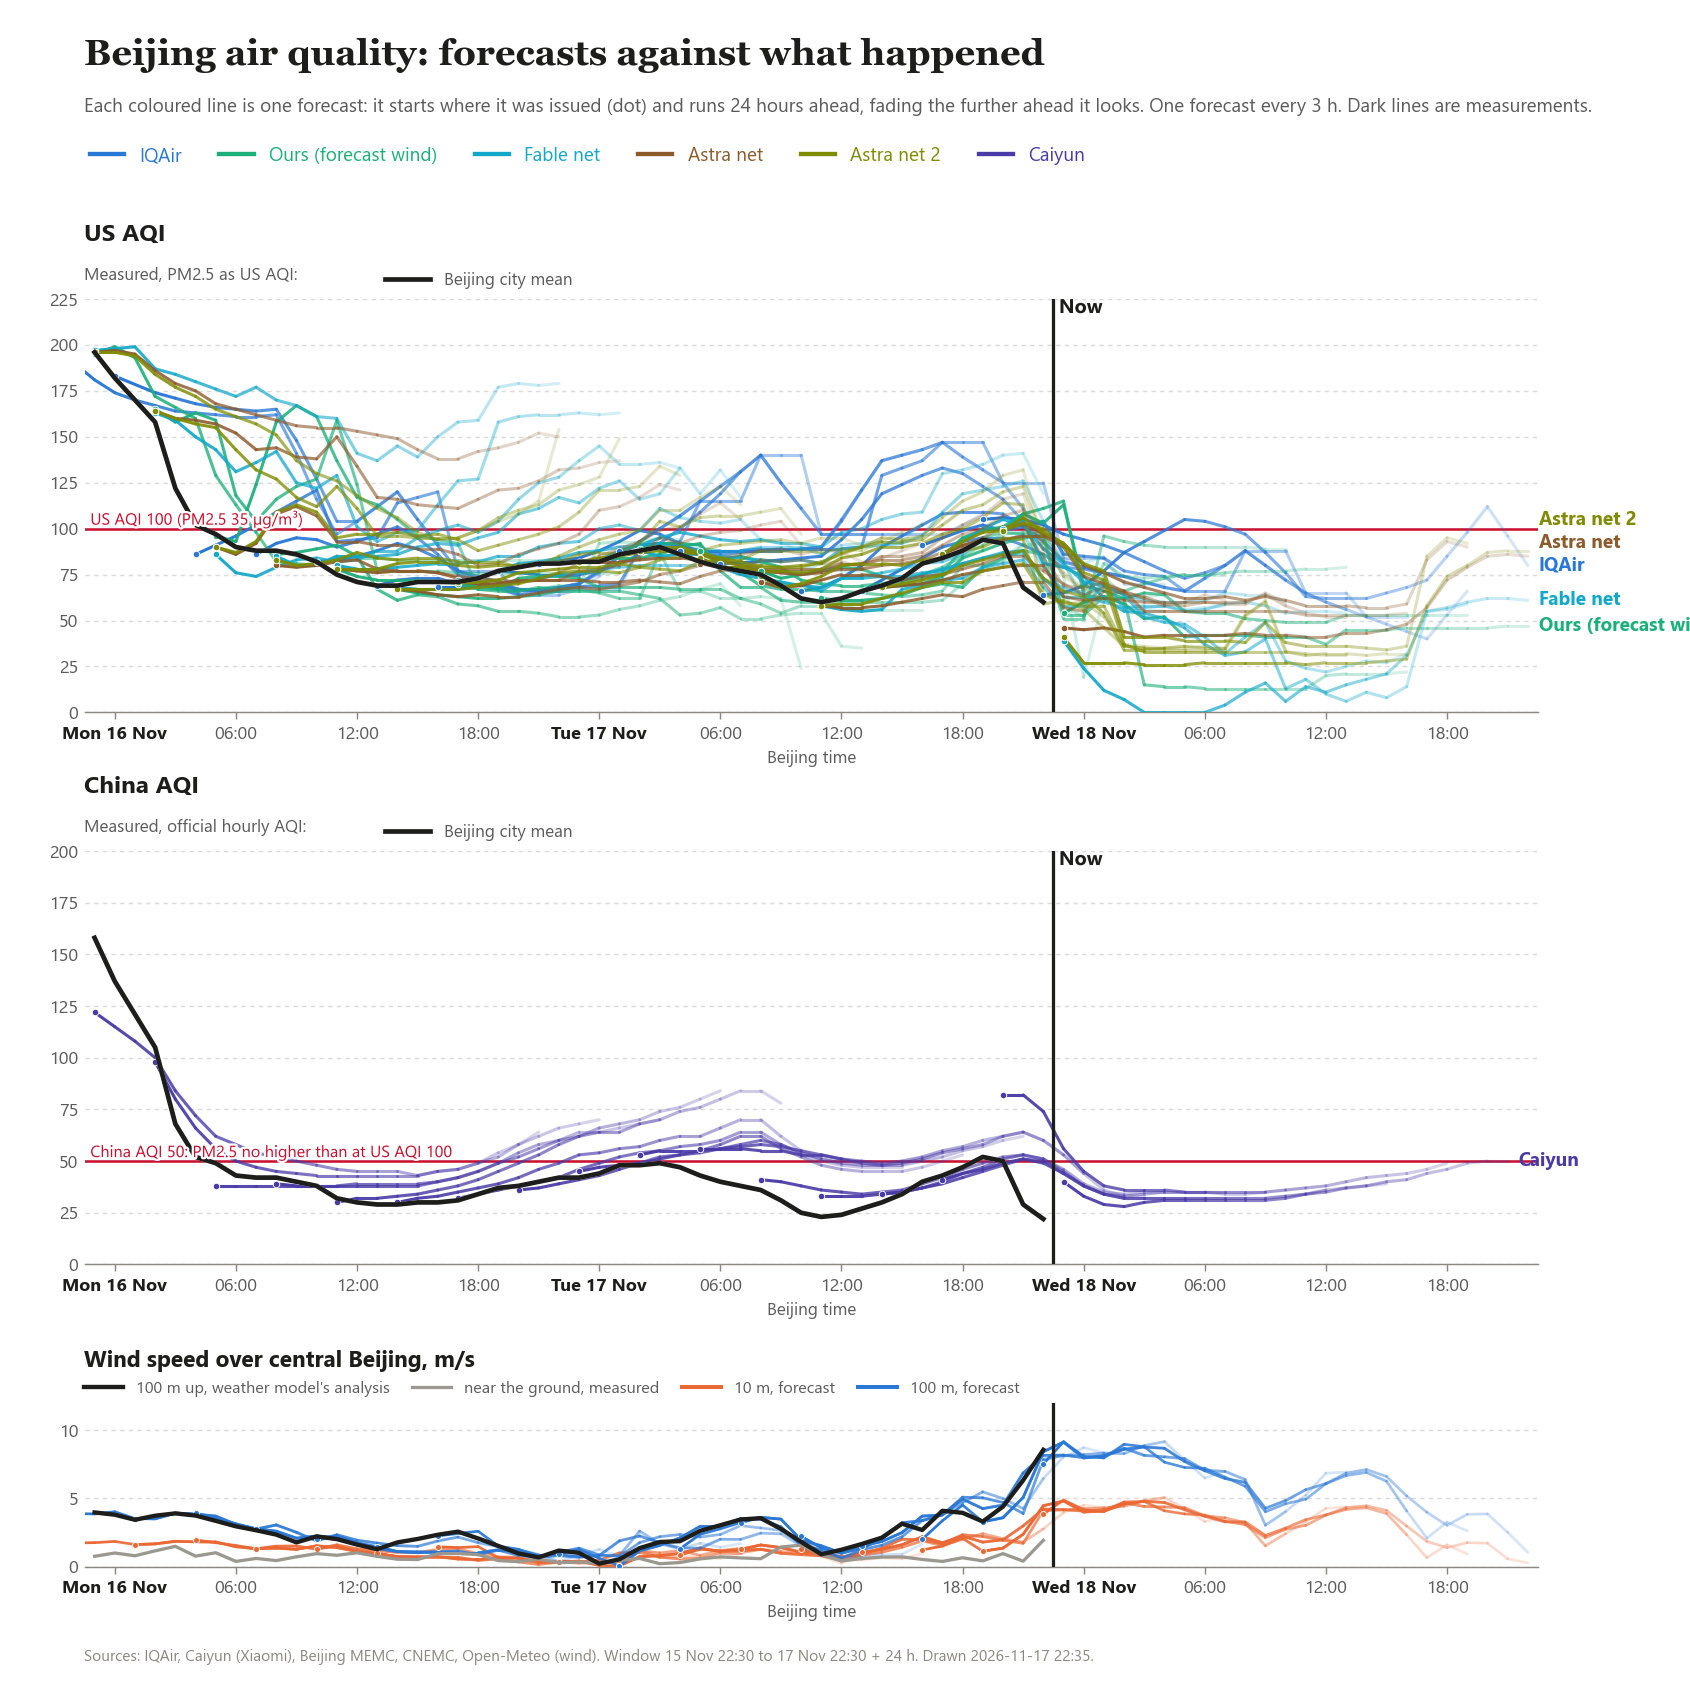 Beijing air quality: forecasts against what happened
Each coloured line is one forecast: it starts where it was issued (dot) and runs 24 hours ahead, fading the further ahead it looks. One forecast every 3 h. Dark lines are measurements.
IQAir Ours (forecast wind) Fable net Astra net Astra net 2 Caiyun
US AQI
Measured, PM2.5 as US AQI: Beijing city mean
225
Now
200
175
150
125
US AQI 100 (PM2.5 35 µg/m³)
100
75
50
25
0
Astra net 2
Astra net
IQAir
Fable net
Ours (forecast wi
Mon 16 Nov 06:00 12:00 18:00 Tue 17 Nov 06:00 12:00 18:00 Wed 18 Nov 06:00 12:00 18:00
Beijing time
China AQI
Measured, official hourly AQI: Beijing city mean
200
Now
175
150
125
100
75
China AQI 50: PM2.5 no higher than at US AQI 100
50
Caiyun
25
0
Mon 16 Nov 06:00 12:00 18:00 Tue 17 Nov 06:00 12:00 18:00 Wed 18 Nov 06:00 12:00 18:00
Beijing time
Wind speed over central Beijing, m/s
100 m up, weather model's analysis near the ground, measured 10 m, forecast 100 m, forecast
10
5
0
Mon 16 Nov 06:00 12:00 18:00 Tue 17 Nov 06:00 12:00 18:00 Wed 18 Nov 06:00 12:00 18:00
Beijing time
Sources: IQAir, Caiyun (Xiaomi), Beijing MEMC, CNEMC, Open-Meteo (wind). Window 15 Nov 22:30 to 17 Nov 22:30 + 24 h. Drawn 2026-11-17 22:35.